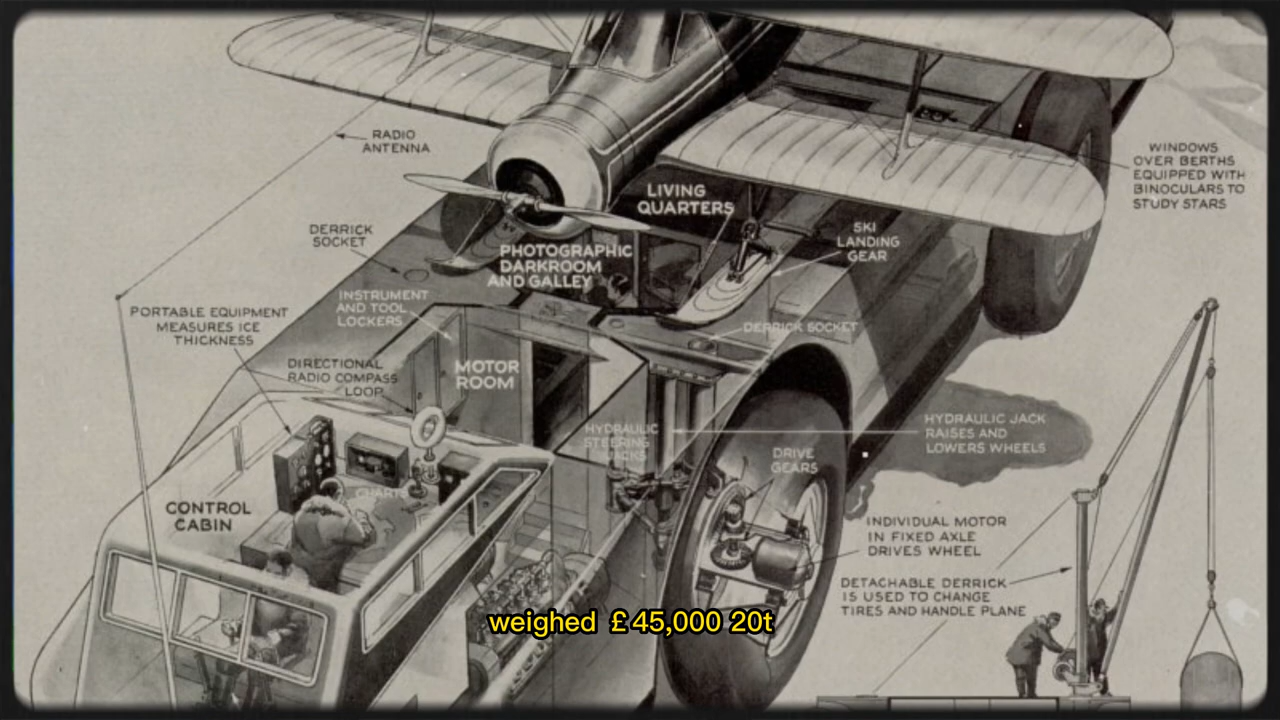 RADIO
ANTENNA
WINDOWS
OVER BERTHS
EQUIPPED WITH
BINOCULARS TO
STUDY STARS
LIVING
QUARTERS
DERRICK
SOCKET
SKI
LANDING
GEAR
PHOTOGRAPHIC
DARKROOM
AND GALLEY
INSTRUMENT
AND TOOL
LOCKERS
PORTABLE EQUIPMENT
MEASURES ICE
THICKNESS
DERRICK SOCKET
DIRECTIONAL
RADIO COMPASS
LOOP
MOTOR
ROOM
HYDRAULIC
STEERING
JACKS
HYDRAULIC JACK
RAISES AND
LOWERS WHEELS
DRIVE
GEARS
CHARTS
CONTROL
CABIN
INDIVIDUAL MOTOR
IN FIXED AXLE
DRIVES WHEEL
DETACHABLE DERRICK
IS USED TO CHANGE
TIRES AND HANDLE PLANE
weighed £45,000 20t